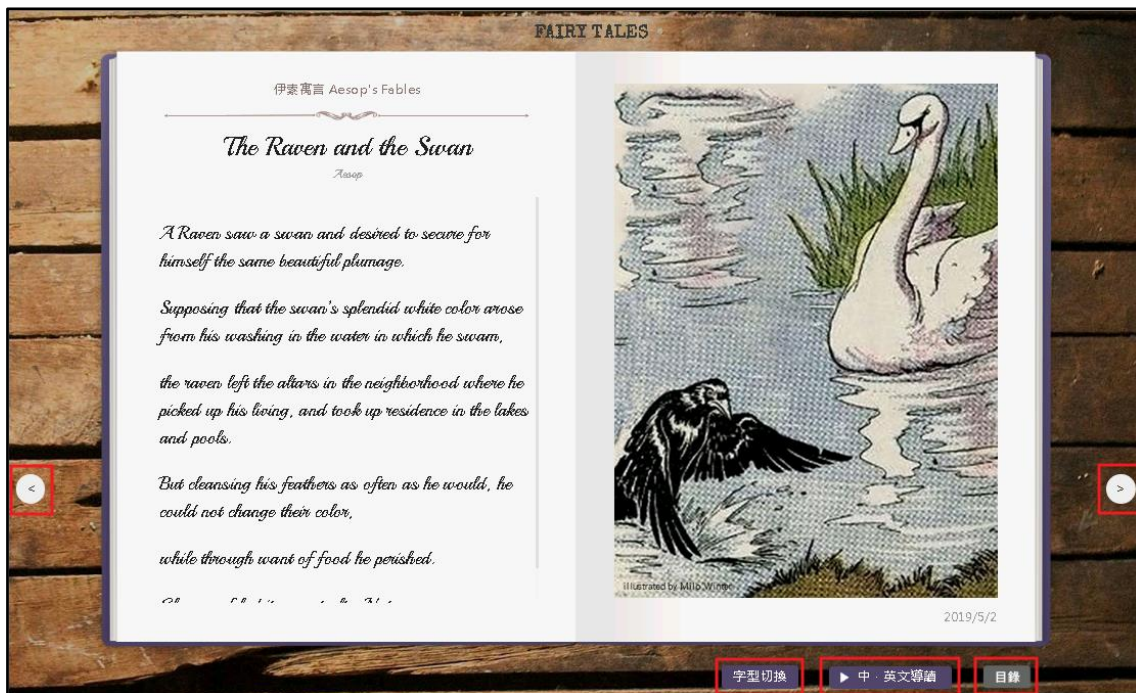 FAIRY TALES
伊索寓言 Aesop's Fables
The Raven and the Swan
Aesop
A Raven saw a swan and desired to secure for
himself the same beautiful plumage.
Supposing that the swan's splendid white color arose
from his washing in the water in which he swam,
the raven left the altars in the neighborhood where he
picked up his living, and took up residence in the lakes
and pools.
But cleansing his feathers as often as he would, he
could not change their color,
while through want of food he perished.
Illustrated by Milo Winter
2019/5/2
<
>
字型切換
▶ 中‧英文導讀
目錄